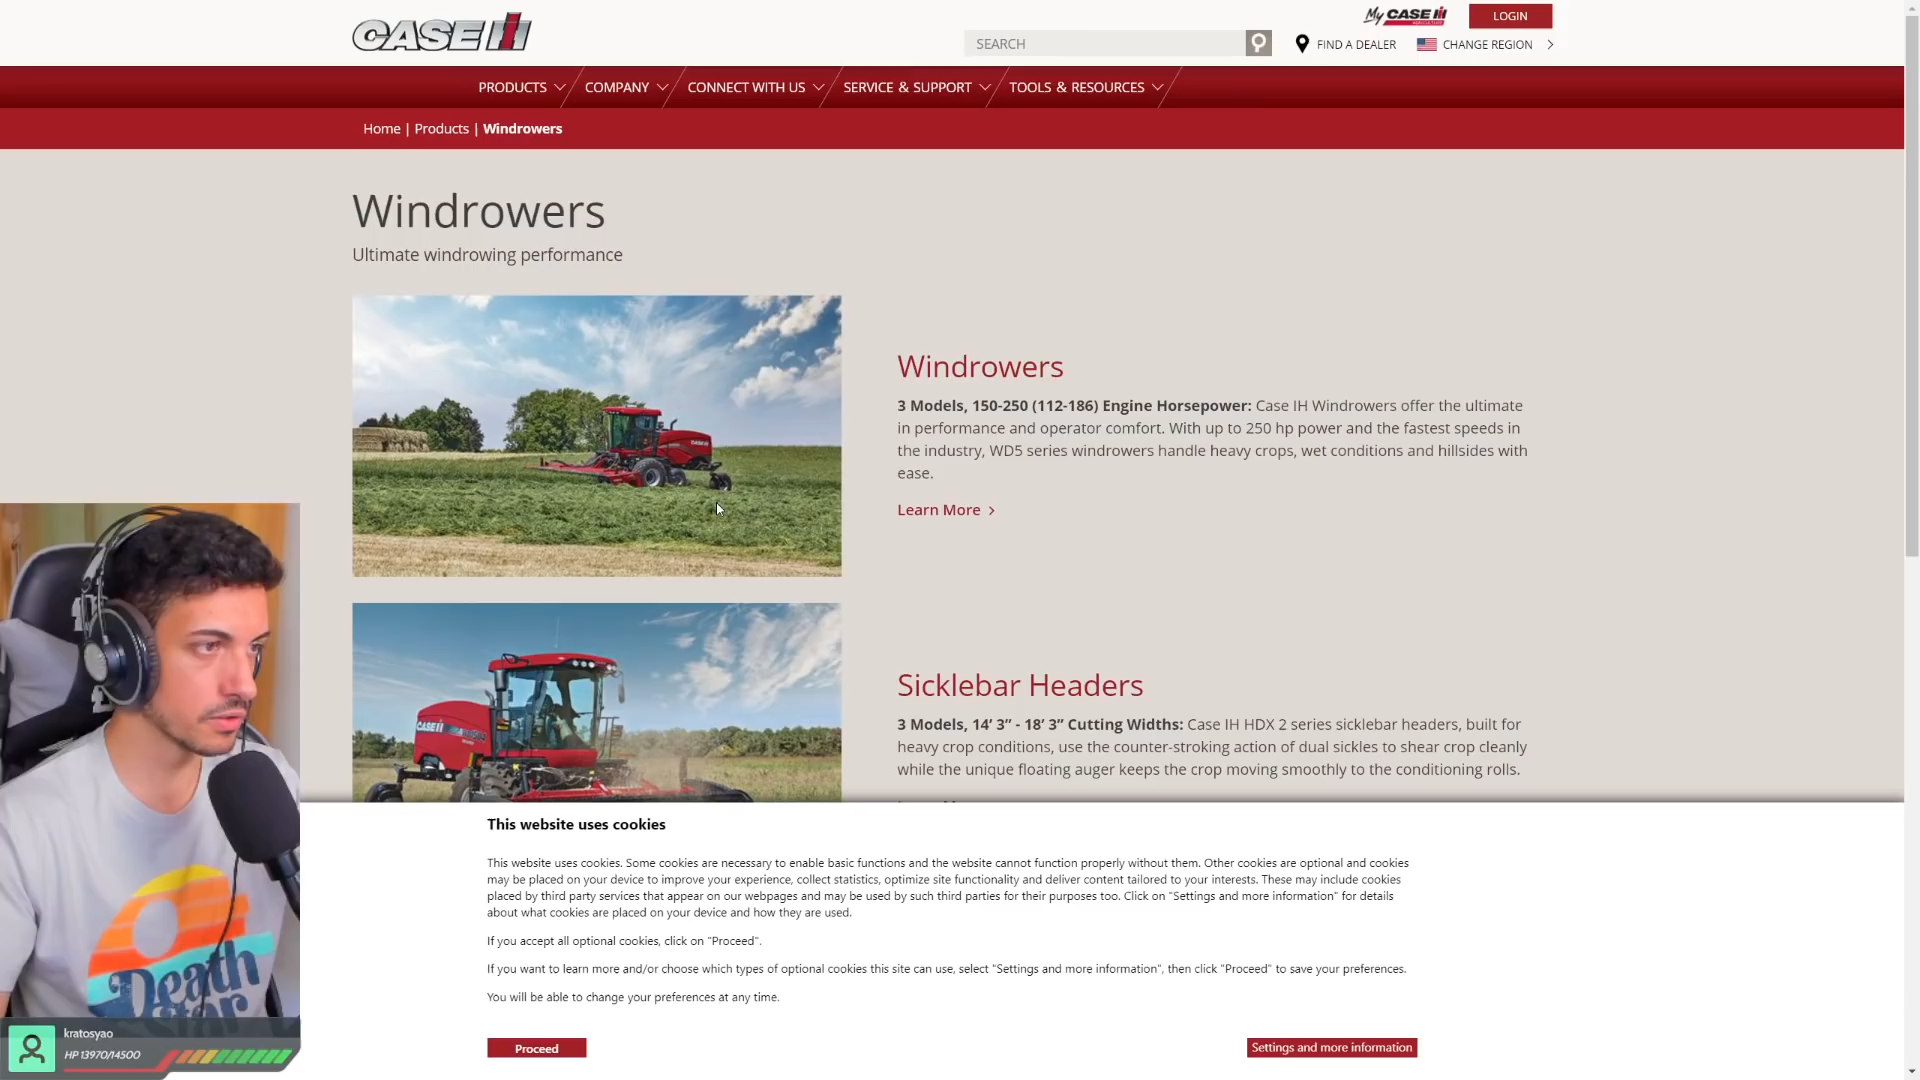 CASE IH
My CASE IH
LOGIN
SEARCH
FIND A DEALER
CHANGE REGION
PRODUCTS
COMPANY
CONNECT WITH US
SERVICE & SUPPORT
TOOLS & RESOURCES
Home | Products | Windrowers
Windrowers
Ultimate windrowing performance
Windrowers
3 Models, 150-250 (112-186) Engine Horsepower: Case IH Windrowers offer the ultimate
in performance and operator comfort. With up to 250 hp power and the fastest speeds in
the industry, WD5 series windrowers handle heavy crops, wet conditions and hillsides with
ease.
Learn More
CASE IH
Sicklebar Headers
3 Models, 14’ 3” - 18’ 3” Cutting Widths: Case IH HDX 2 series sicklebar headers, built for
heavy crop conditions, use the counter-stroking action of dual sickles to shear crop cleanly
while the unique floating auger keeps the crop moving smoothly to the conditioning rolls.
This website uses cookies
This website uses cookies. Some cookies are necessary to enable basic functions and the website cannot function properly without them. Other cookies are optional and cookies
may be placed on your device to improve your experience, collect statistics, optimize site functionality and deliver content tailored to your interests. These may include cookies
placed by third party services that appear on our webpages and may be used by such third parties for their purposes too. Click on "Settings and more information" for details
about what cookies are placed on your device and how they are used.
If you accept all optional cookies, click on "Proceed".
If you want to learn more and/or choose which types of optional cookies this site can use, select "Settings and more information", then click "Proceed" to save your preferences.
You will be able to change your preferences at any time.
Proceed
Settings and more information
Death
Star
kratosyao
HP 13970/14500